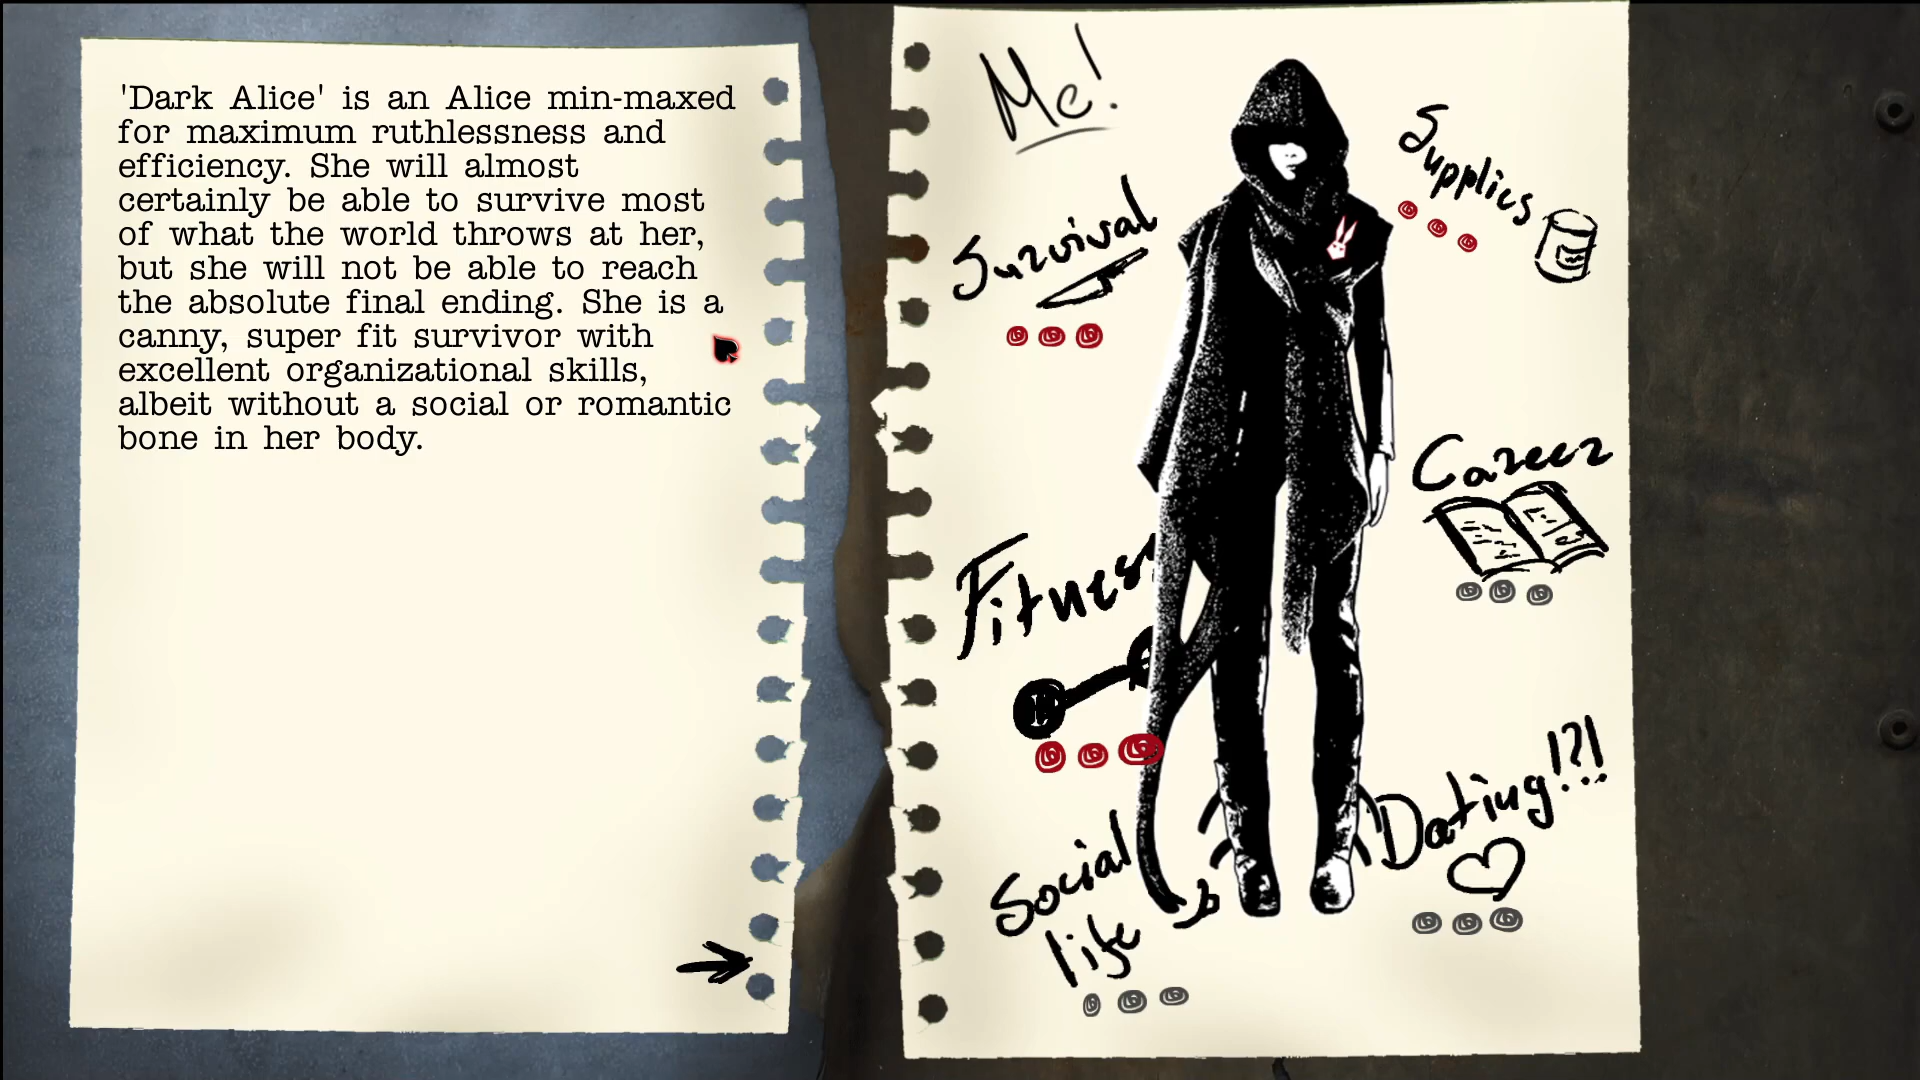 'Dark Alice' is an Alice min-maxed
for maximum ruthlessness and
efficiency. She will almost
certainly be able to survive most
of what the world throws at her,
but she will not be able to reach
the absolute final ending. She is a
canny, super fit survivor with
excellent organizational skills,
albeit without a social or romantic
bone in her body.
Me!
Survival
Supplies
Career
Fitness
Dating!?!
Social
life